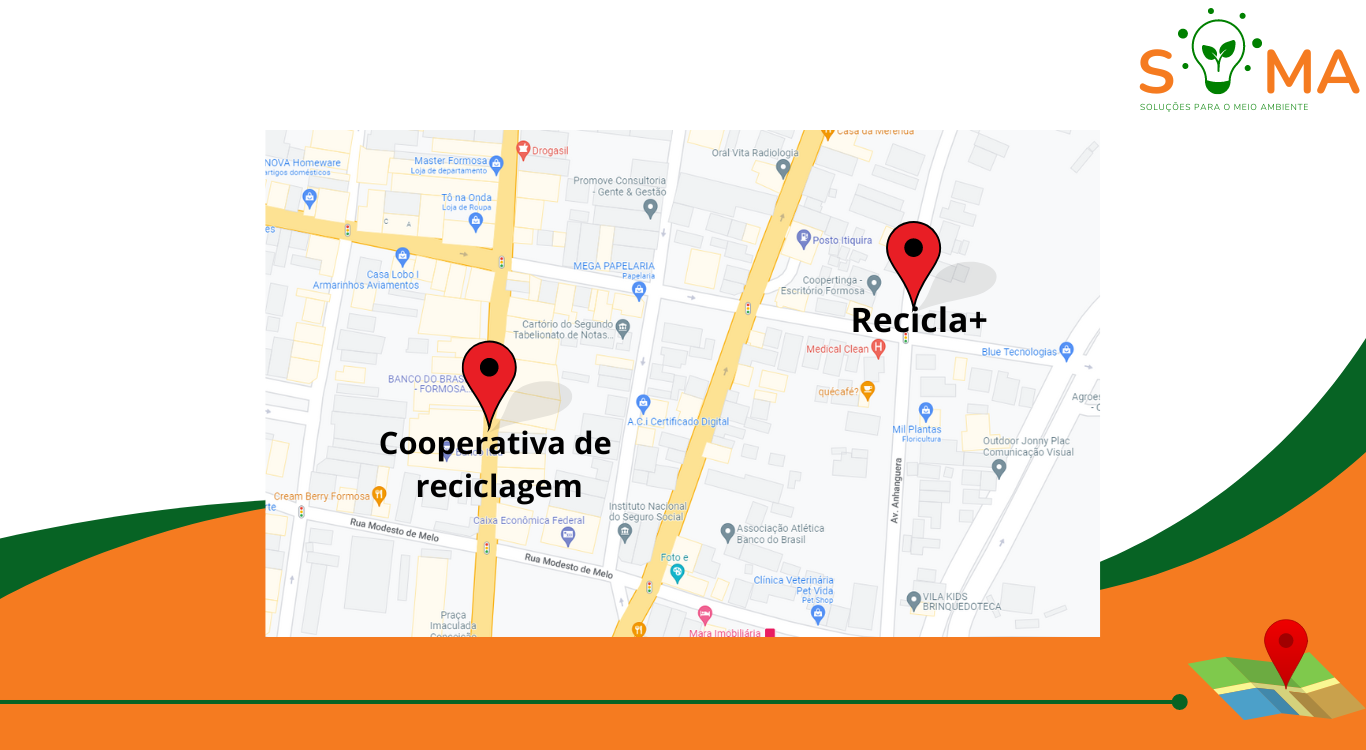 S MA
SOLUÇÕES PARA O MEIO AMBIENTE
Casa da Merenda
Drogasil
Oral Vita Radiologia
NOVA Homeware
artigos domésticos
Master Formosa
Loja de departamento
Promove Consultoria
- Gente & Gestão
Tô na Onda
Loja de Roupa
es
Posto Itiquira
Casa Lobo I
Armarinhos Aviamentos
MEGA PAPELARIA
Papelaria
Coopertinga -
Escritório Formosa
Recicla+
Cartório do Segundo
Tabelionato de Notas...
Medical Clean
Blue Tecnologias
BANCO DO BRAS
- FORMOSA
quécafé?
Agroes
- C
A.C.i Certificado Digital
Mil Plantas
Floricultura
Cooperativa de
reciclagem
Outdoor Jonny Plac
Comunicação Visual
Av. Anhanguera
Cream Berry Formosa
rte
Rua Modesto de Melo
Caixa Econômica Federal
Instituto Nacional
do Seguro Social
Associação Atlética
Banco do Brasil
Rua Modesto de Melo
Foto e
Clínica Veterinária
Pet Vida
Pet Shop
VILA KIDS
BRINQUEDOTECA
Praça
Imaculada
Conceição
Mara Imobiliária